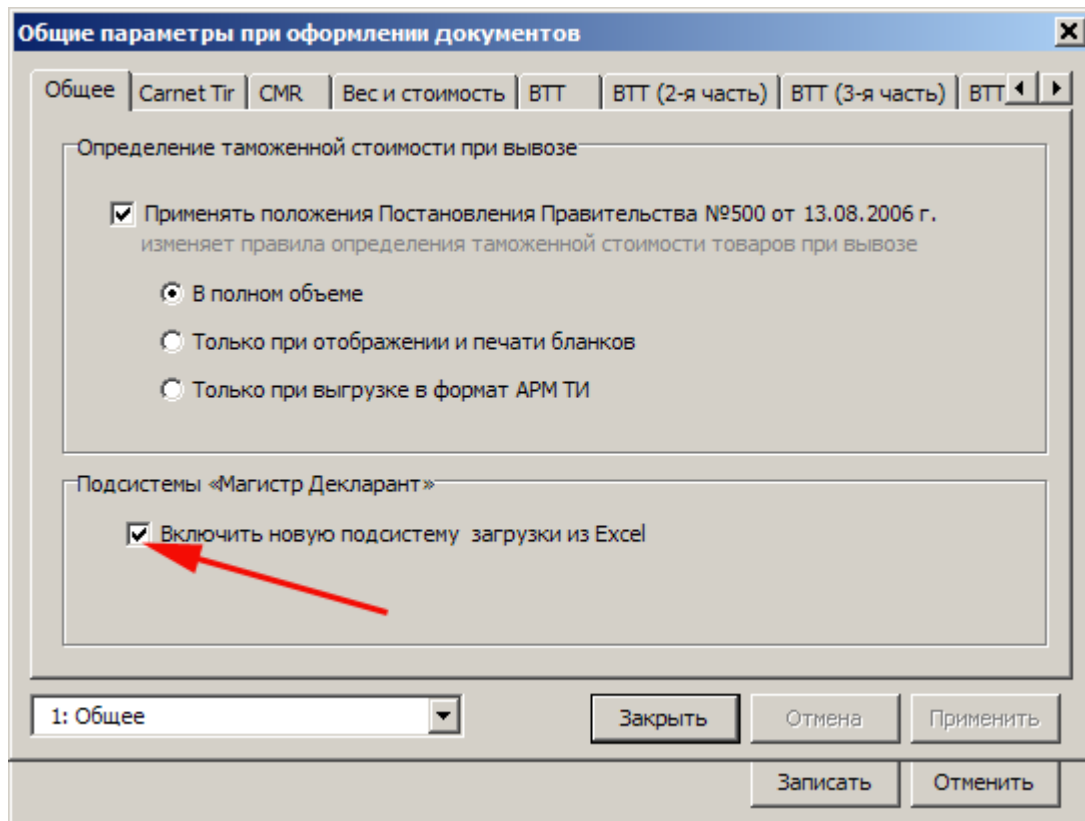 Общие параметры при оформлении документов
Общее Carnet Tir CMR Вес и стоимость ВТТ ВТТ (2-я часть) ВТТ (3-я часть) ВТТ
Определение таможенной стоимости при вывозе
Применять положения Постановления Правительства №500 от 13.08.2006 г.
изменяет правила определения таможенной стоимости товаров при вывозе
В полном объеме
Только при отображении и печати бланков
Только при выгрузке в формат АРМ ТИ
Подсистемы «Магистр Декларант»
Включить новую подсистему загрузки из Excel
1: Общее Закрыть Отмена Применить
Записать Отменить